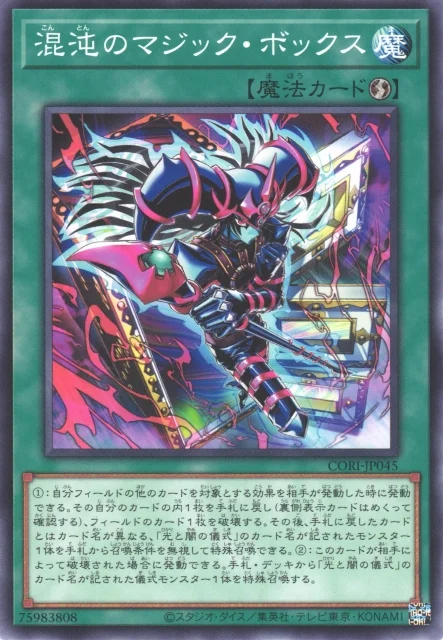 混沌のマジック・ボックス
魔
【魔法カード】
CORI-JP045
①:自分フィールドの他のカードを対象とする効果を相手が発動した時に発動
できる。その自分のカードの内1枚を手札に戻し(裏側表示カードはめくって
確認する)、フィールドのカード1枚を破壊する。その後、手札に戻したカード
とはカード名が異なる、「光と闇の儀式」のカード名が記されたモンスター
1体を手札から召喚条件を無視して特殊召喚できる。②:このカードが相手に
よって破壊された場合に発動できる。手札・デッキから「光と闇の儀式」の
カード名が記された儀式モンスター1体を特殊召喚する。
75983808
©スタジオ・ダイス/集英社・テレビ東京・KONAMI